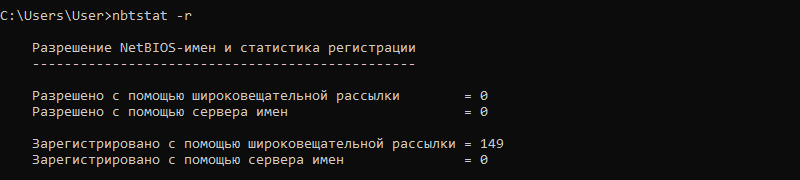 C:\Users\User>nbtstat -r
Разрешение NetBIOS-имен и статистика регистрации
------------------------------------------------
Разрешено с помощью широковещательной рассылки = 0
Разрешено с помощью сервера имен = 0
Зарегистрировано с помощью широковещательной рассылки = 149
Зарегистрировано с помощью сервера имен = 0